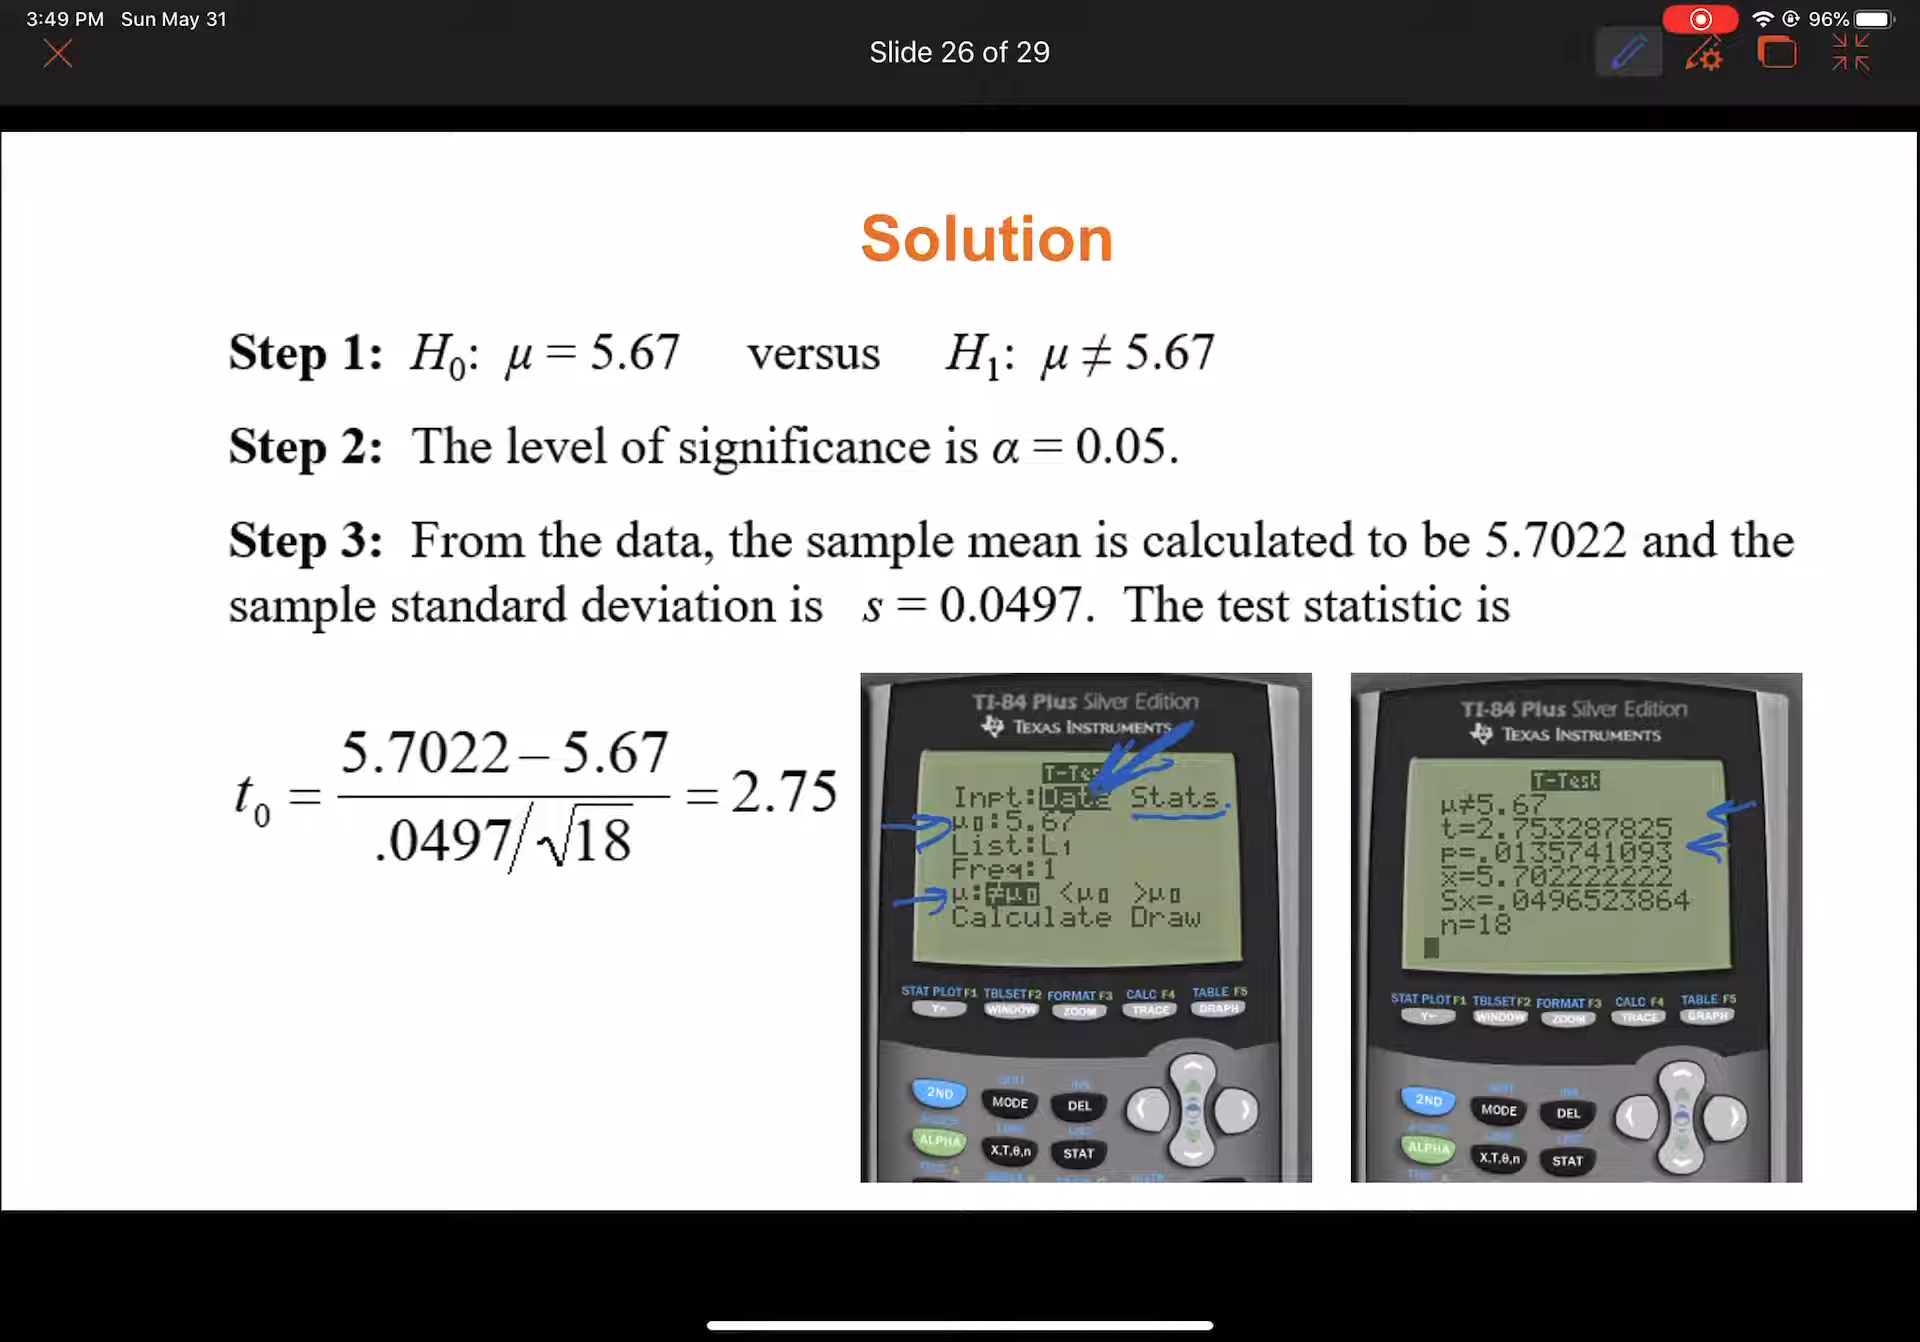 3:49 PM Sun May 31
96%
Slide 26 of 29
Solution
Step 1: H₀: μ = 5.67 versus H₁: μ ≠ 5.67
Step 2: The level of significance is α = 0.05.
Step 3: From the data, the sample mean is calculated to be 5.7022 and the
sample standard deviation is s = 0.0497. The test statistic is
t₀ = (5.7022 – 5.67) / (.0497/√18) = 2.75
TI-84 Plus Silver Edition
TEXAS INSTRUMENTS
T-Test
Inpt:Data Stats
μ₀:5.67
List:L₁
Freq:1
μ:≠μ₀ <μ₀ >μ₀
Calculate Draw
STAT PLOT F1 TBLSET F2 FORMAT F3 CALC F4 TABLE F5
Y= WINDOW ZOOM TRACE GRAPH
2ND MODE DEL
ALPHA X,T,θ,n STAT
TI-84 Plus Silver Edition
TEXAS INSTRUMENTS
T-Test
μ≠5.67
t=2.753287825
p=.0135741093
x̄=5.702222222
Sx=.0496523864
n=18
STAT PLOT F1 TBLSET F2 FORMAT F3 CALC F4 TABLE F5
Y= WINDOW ZOOM TRACE GRAPH
2ND MODE DEL
ALPHA X,T,θ,n STAT